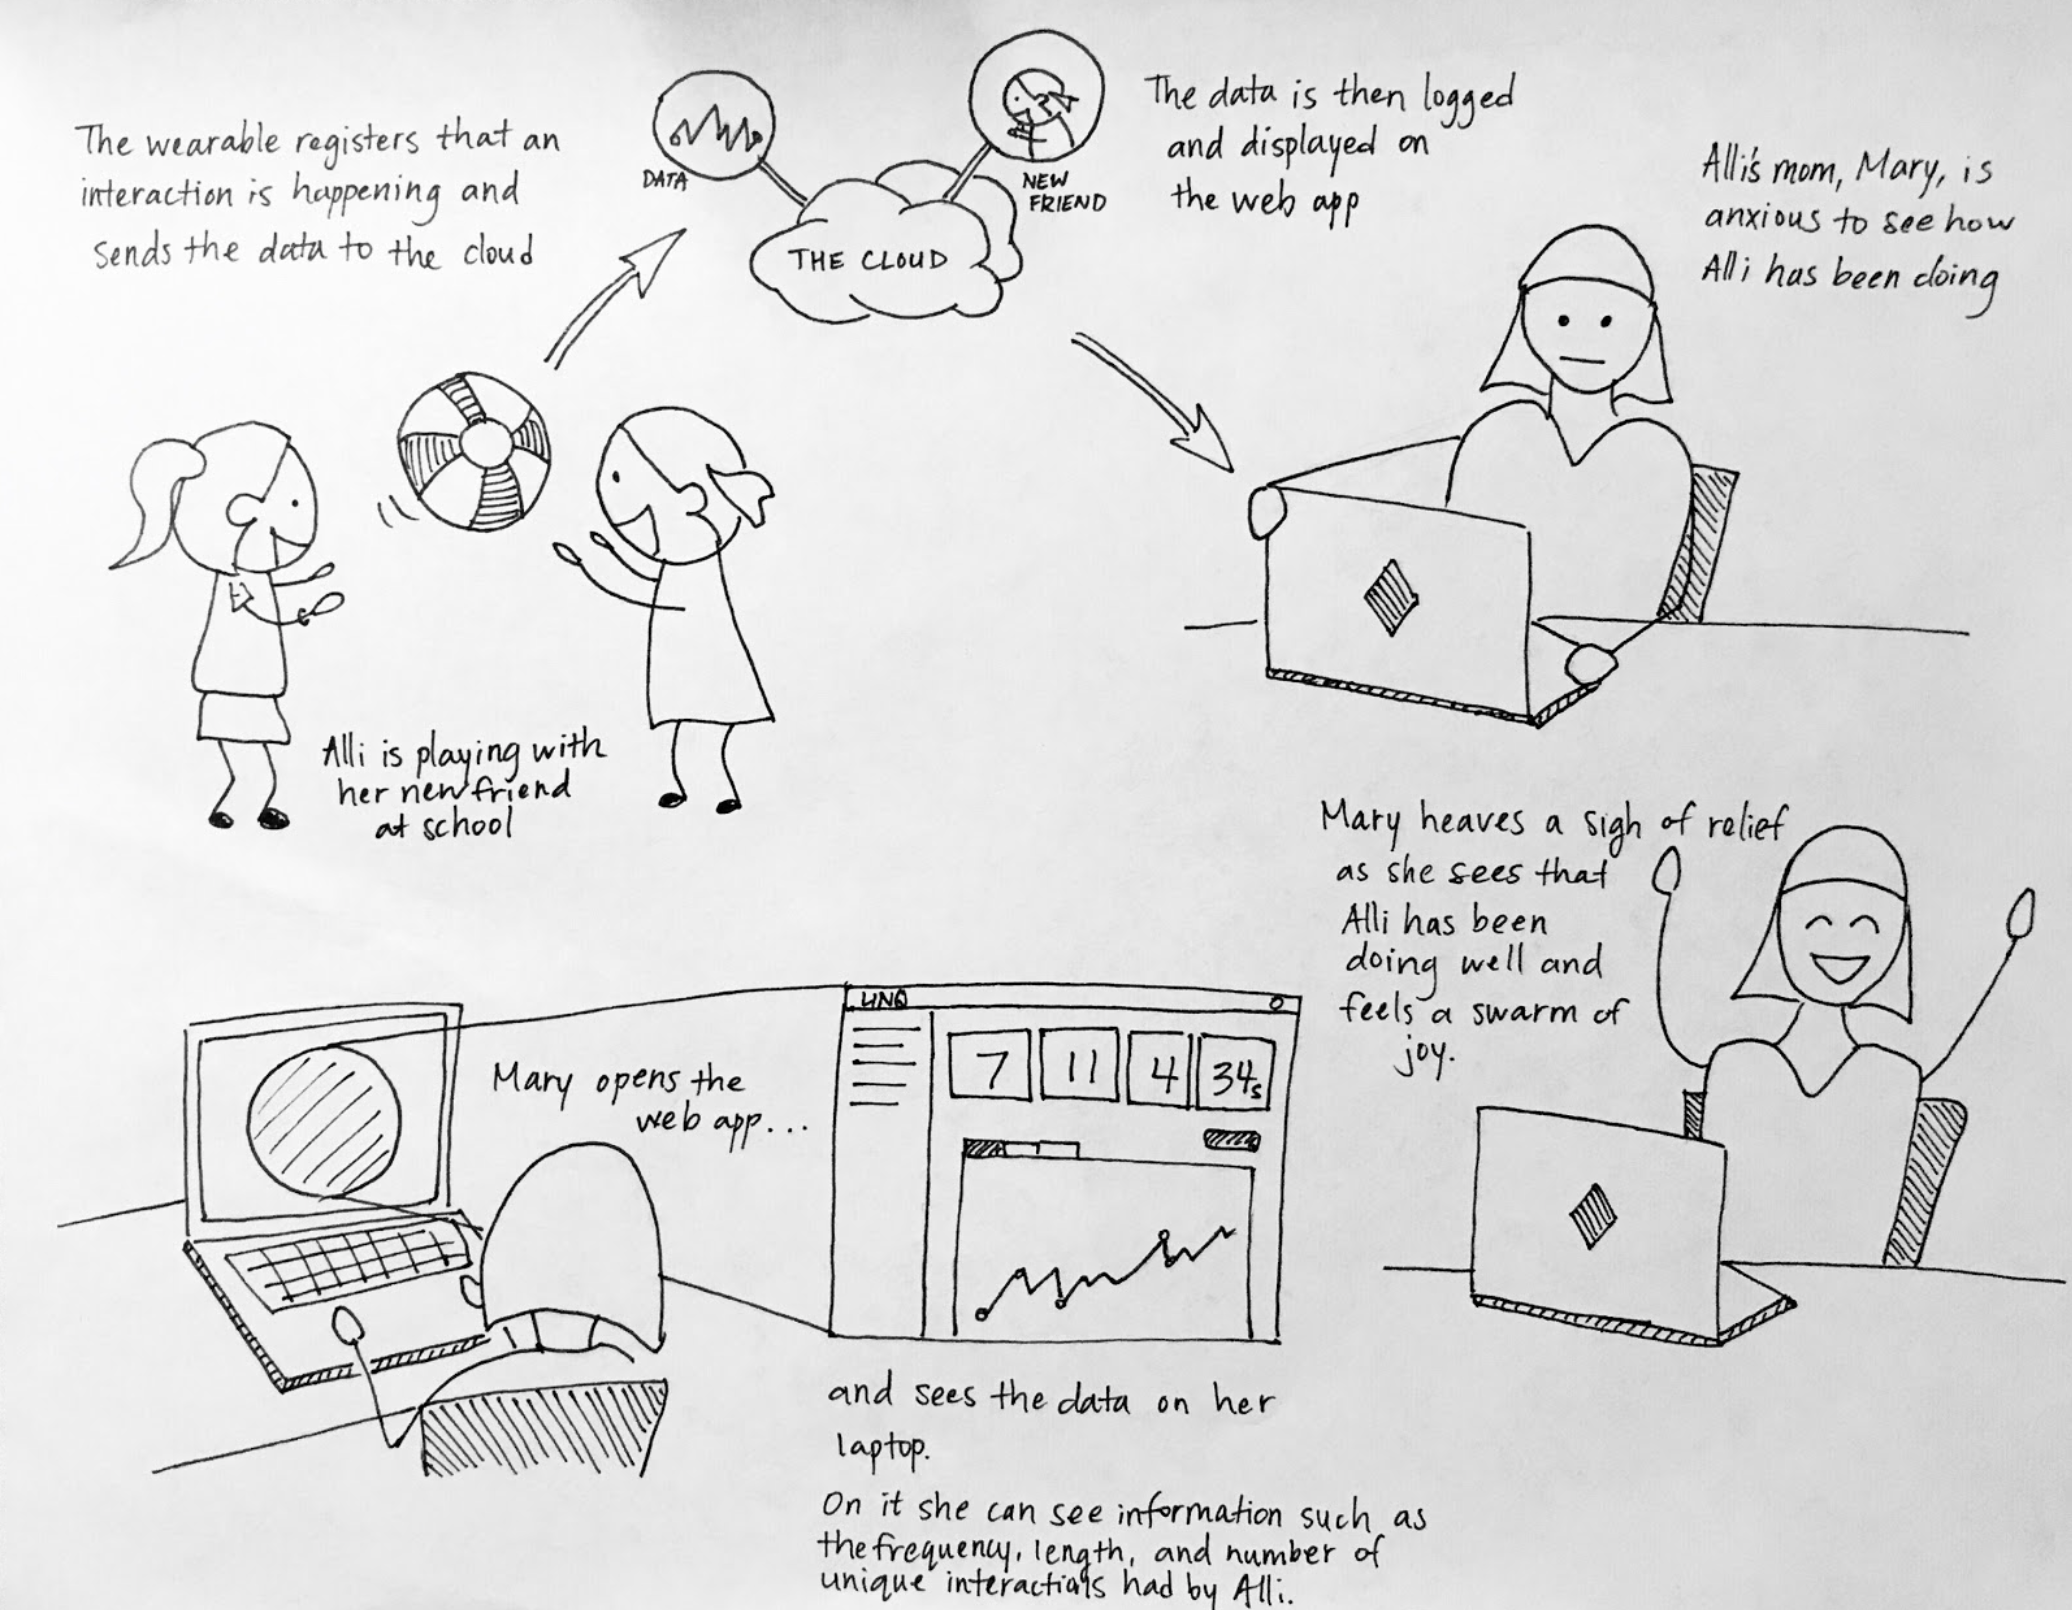 The wearable registers that an
interaction is happening and
sends the data to the cloud
DATA
THE CLOUD
NEW
FRIEND
The data is then logged
and displayed on
the web app
Alli's mom, Mary, is
anxious to see how
Alli has been doing
Alli is playing with
her new friend
at school
Mary opens the
web app...
7
11
4
34s
and sees the data on her
laptop.
On it she can see information such as
the frequency, length, and number of
unique interactions had by Alli.
Mary heaves a sigh of relief
as she sees that
Alli has been
doing well and
feels a swarm of
joy.